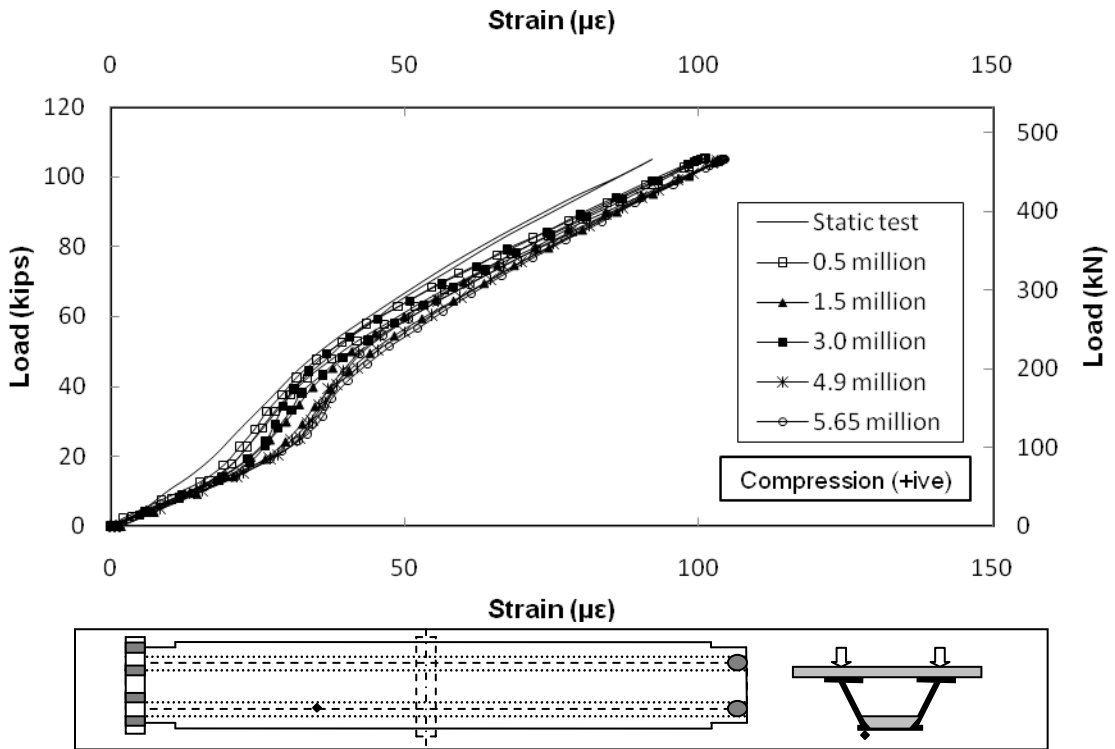 Strain (µε)
0 50 100 150
120
100
80
60
40
20
0
Load (kips)
500
400
300
200
100
0
Load (kN)
Static test
0.5 million
1.5 million
3.0 million
4.9 million
5.65 million
Compression (+ive)
0 50 100 150
Strain (µε)